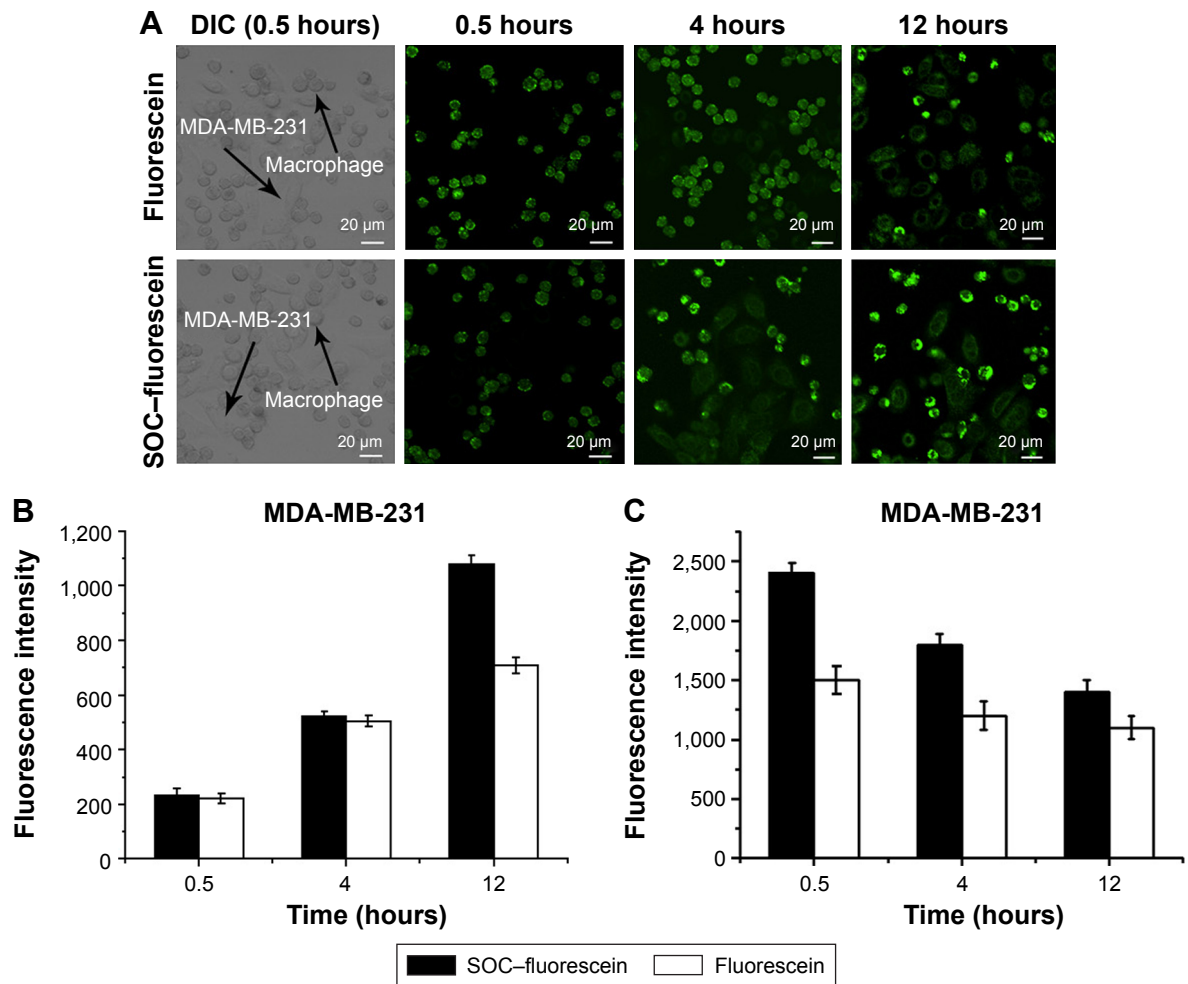 A DIC (0.5 hours) 0.5 hours 4 hours 12 hours
Fluorescein
MDA-MB-231
Macrophage
20 µm
20 µm
20 µm
20 µm
SOC–fluorescein
MDA-MB-231
Macrophage
20 µm
20 µm
20 µm
20 µm
B MDA-MB-231
Fluorescence intensity
1,200
1,000
800
600
400
200
0
0.5 4 12
Time (hours)
C MDA-MB-231
Fluorescence intensity
2,500
2,000
1,500
1,000
500
0
0.5 4 12
Time (hours)
SOC–fluorescein Fluorescein